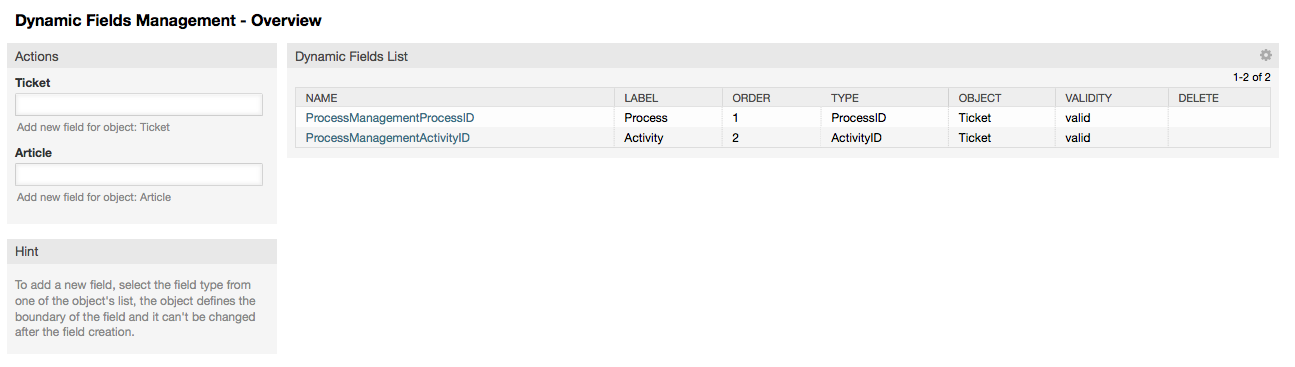 Dynamic Fields Management - Overview
Actions
Ticket
Add new field for object: Ticket
Article
Add new field for object: Article
Hint
To add a new field, select the field type from
one of the object's list, the object defines the
boundary of the field and it can't be changed
after the field creation.
Dynamic Fields List
1-2 of 2
NAME LABEL ORDER TYPE OBJECT VALIDITY DELETE
ProcessManagementProcessID Process 1 ProcessID Ticket valid
ProcessManagementActivityID Activity 2 ActivityID Ticket valid